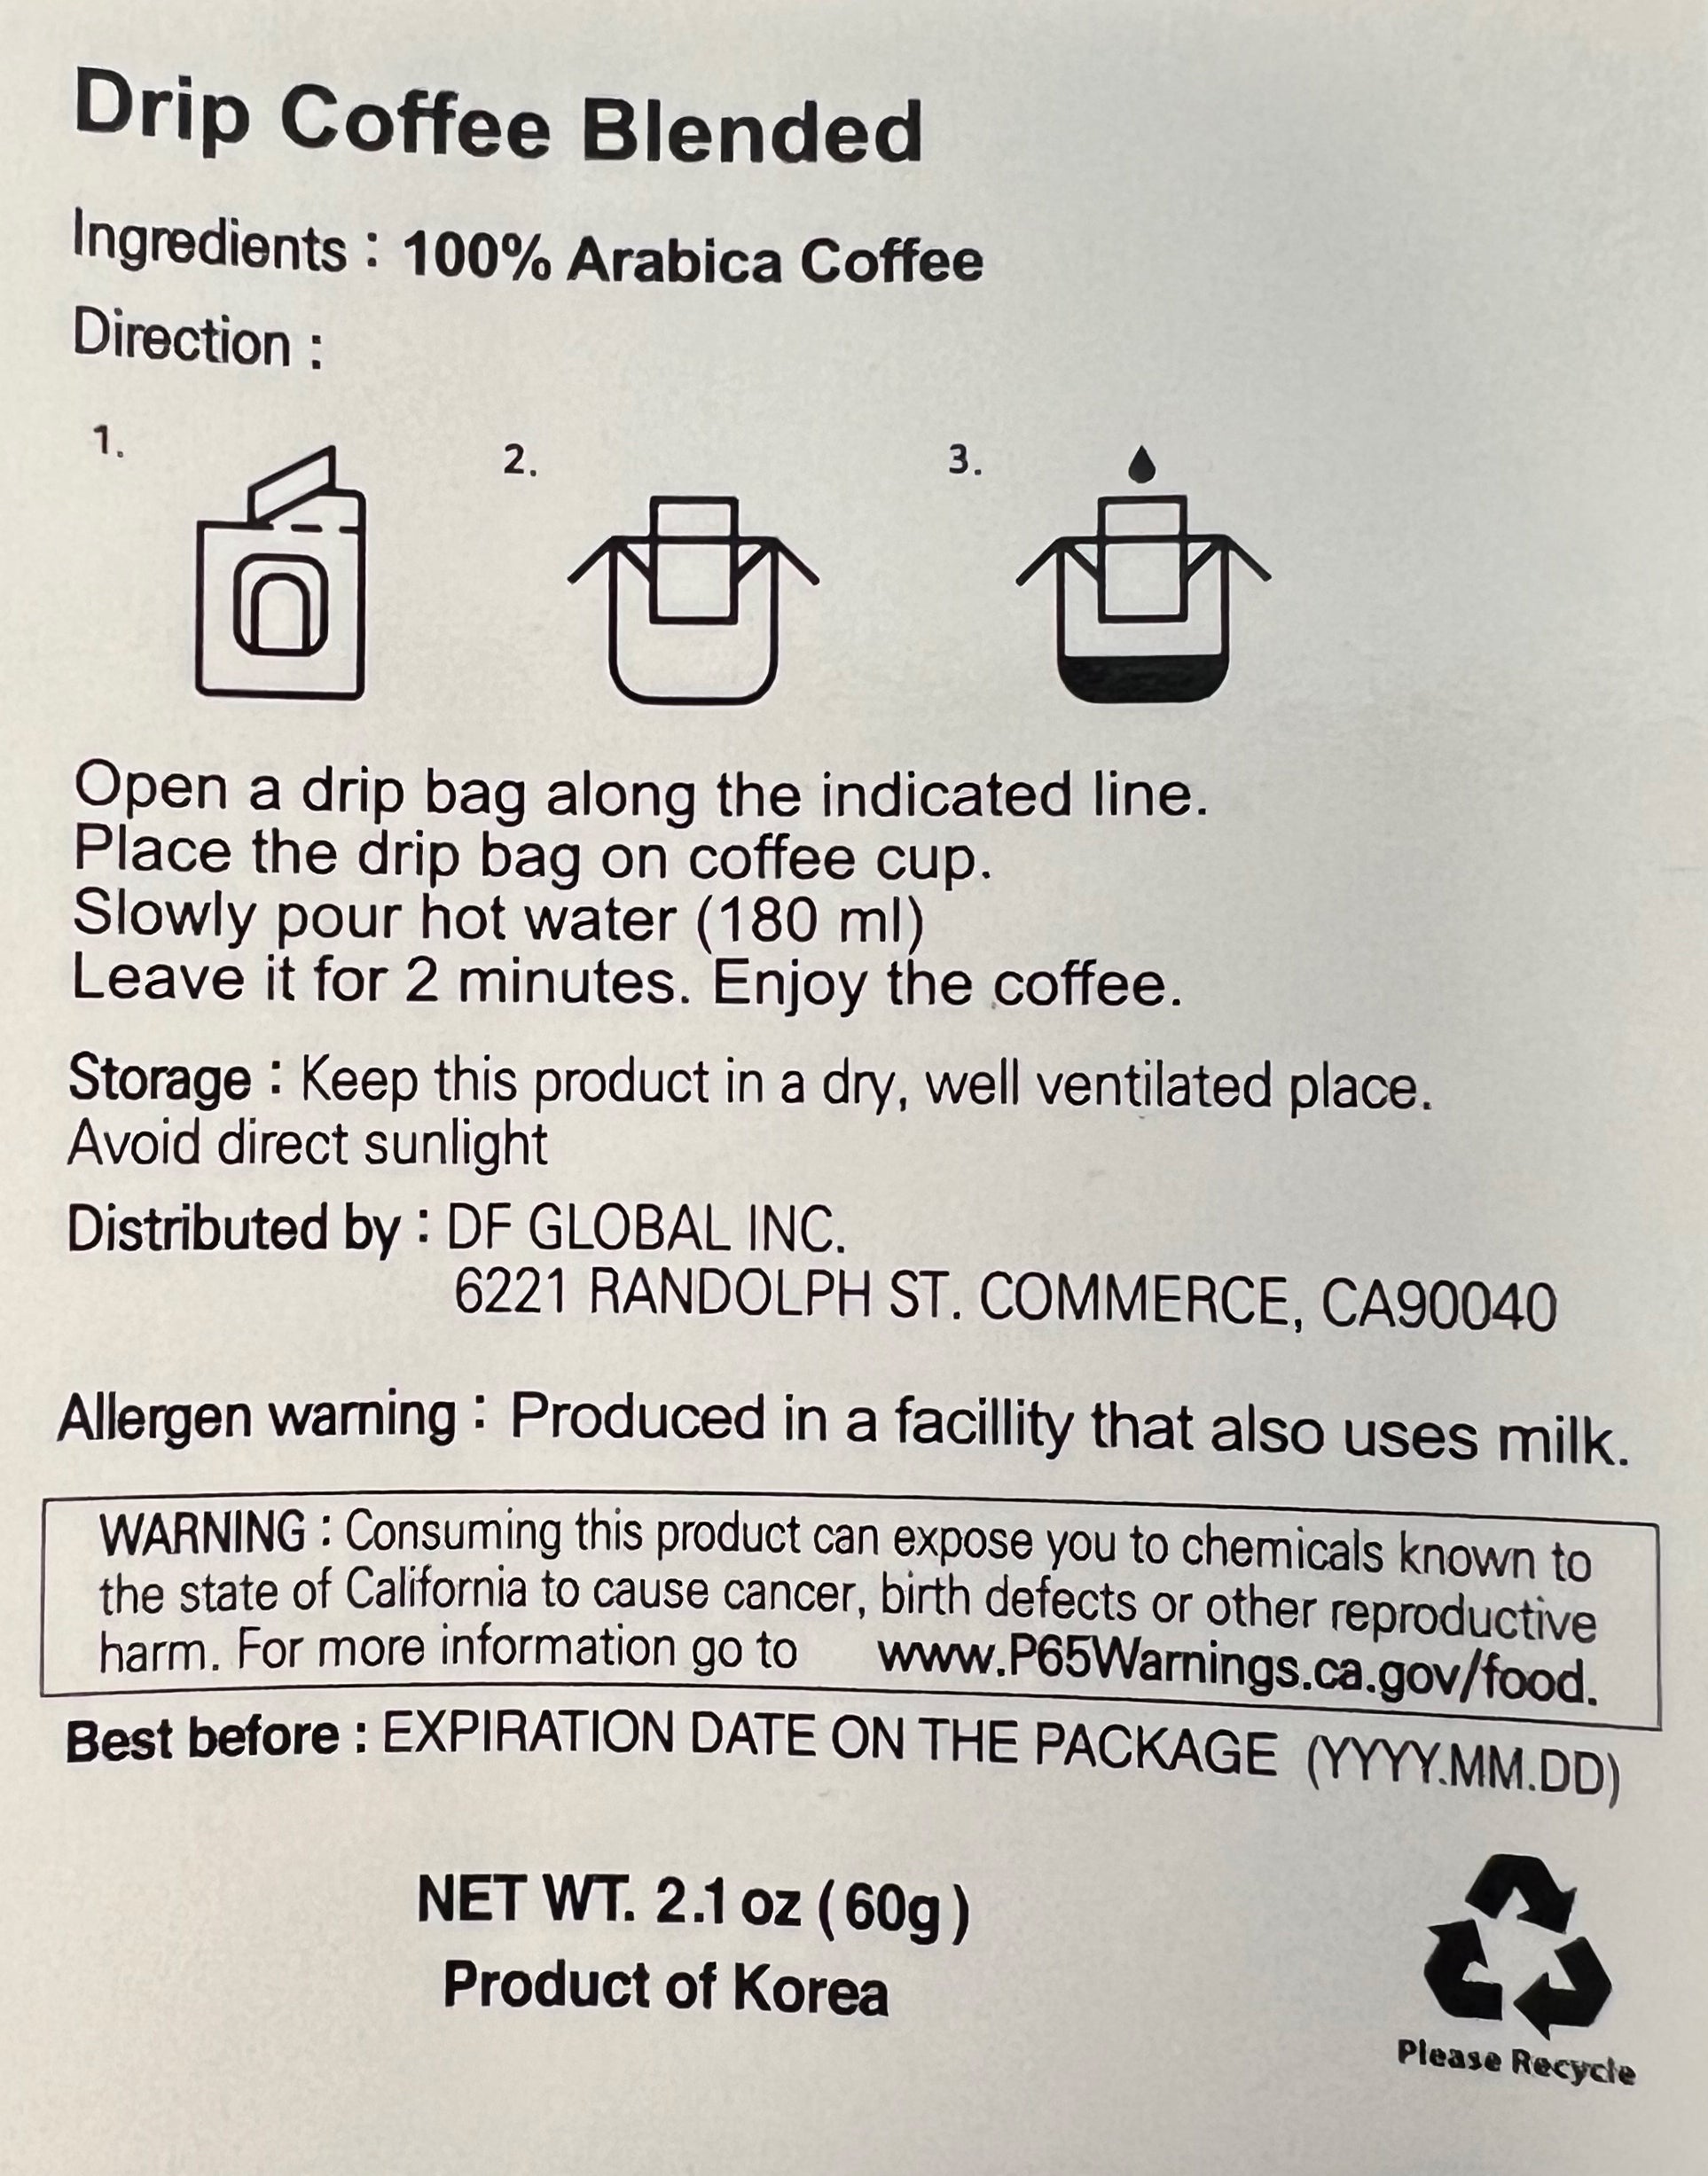 Drip Coffee Blended
Ingredients : 100% Arabica Coffee
Direction :
1. 2. 3.
Open a drip bag along the indicated line.
Place the drip bag on coffee cup.
Slowly pour hot water (180 ml)
Leave it for 2 minutes. Enjoy the coffee.
Storage : Keep this product in a dry, well ventilated place.
Avoid direct sunlight
Distributed by : DF GLOBAL INC.
6221 RANDOLPH ST. COMMERCE, CA90040
Allergen warning : Produced in a facillity that also uses milk.
WARNING : Consuming this product can expose you to chemicals known to
the state of California to cause cancer, birth defects or other reproductive
harm. For more information go to www.P65Warnings.ca.gov/food.
Best before : EXPIRATION DATE ON THE PACKAGE (YYYY.MM.DD)
NET WT. 2.1 oz (60g)
Product of Korea
Please Recycle